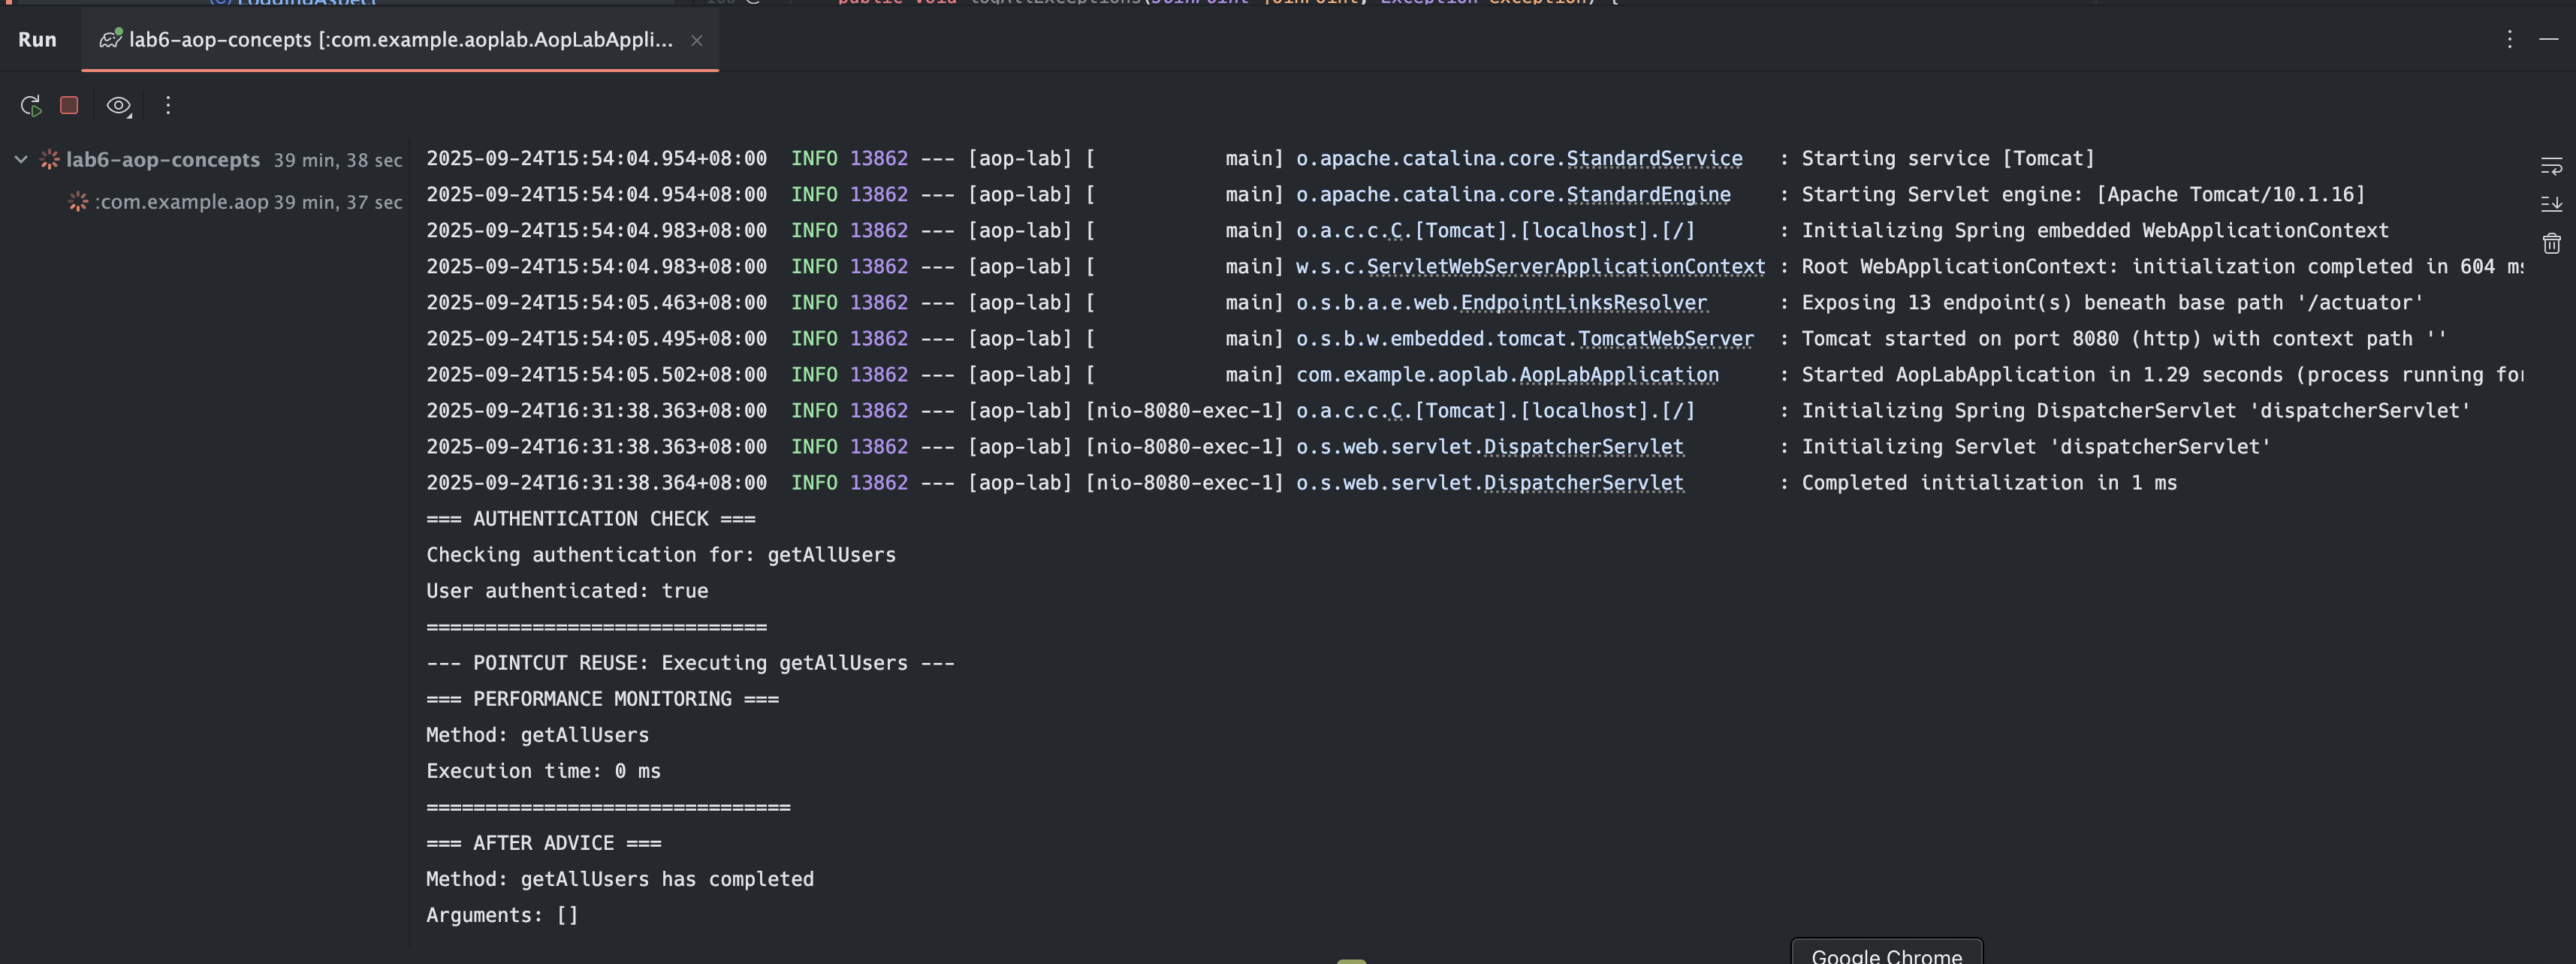 LoggingAspect
public void logAllExceptions(JoinPoint joinPoint, Exception exception) {
Run
lab6-aop-concepts [:com.example.aoplab.AopLabAppli...
lab6-aop-concepts 39 min, 38 sec
:com.example.aop 39 min, 37 sec
2025-09-24T15:54:04.954+08:00  INFO 13862 --- [aop-lab] [           main] o.apache.catalina.core.StandardService   : Starting service [Tomcat]
2025-09-24T15:54:04.954+08:00  INFO 13862 --- [aop-lab] [           main] o.apache.catalina.core.StandardEngine    : Starting Servlet engine: [Apache Tomcat/10.1.16]
2025-09-24T15:54:04.983+08:00  INFO 13862 --- [aop-lab] [           main] o.a.c.c.C.[Tomcat].[localhost].[/]       : Initializing Spring embedded WebApplicationContext
2025-09-24T15:54:04.983+08:00  INFO 13862 --- [aop-lab] [           main] w.s.c.ServletWebServerApplicationContext : Root WebApplicationContext: initialization completed in 604 ms
2025-09-24T15:54:05.463+08:00  INFO 13862 --- [aop-lab] [           main] o.s.b.a.e.web.EndpointLinksResolver      : Exposing 13 endpoint(s) beneath base path '/actuator'
2025-09-24T15:54:05.495+08:00  INFO 13862 --- [aop-lab] [           main] o.s.b.w.embedded.tomcat.TomcatWebServer  : Tomcat started on port 8080 (http) with context path ''
2025-09-24T15:54:05.502+08:00  INFO 13862 --- [aop-lab] [           main] com.example.aoplab.AopLabApplication     : Started AopLabApplication in 1.29 seconds (process running for
2025-09-24T16:31:38.363+08:00  INFO 13862 --- [aop-lab] [nio-8080-exec-1] o.a.c.c.C.[Tomcat].[localhost].[/]       : Initializing Spring DispatcherServlet 'dispatcherServlet'
2025-09-24T16:31:38.363+08:00  INFO 13862 --- [aop-lab] [nio-8080-exec-1] o.s.web.servlet.DispatcherServlet        : Initializing Servlet 'dispatcherServlet'
2025-09-24T16:31:38.364+08:00  INFO 13862 --- [aop-lab] [nio-8080-exec-1] o.s.web.servlet.DispatcherServlet        : Completed initialization in 1 ms
=== AUTHENTICATION CHECK ===
Checking authentication for: getAllUsers
User authenticated: true
=============================
--- POINTCUT REUSE: Executing getAllUsers ---
=== PERFORMANCE MONITORING ===
Method: getAllUsers
Execution time: 0 ms
===============================
=== AFTER ADVICE ===
Method: getAllUsers has completed
Arguments: []
Google Chrome